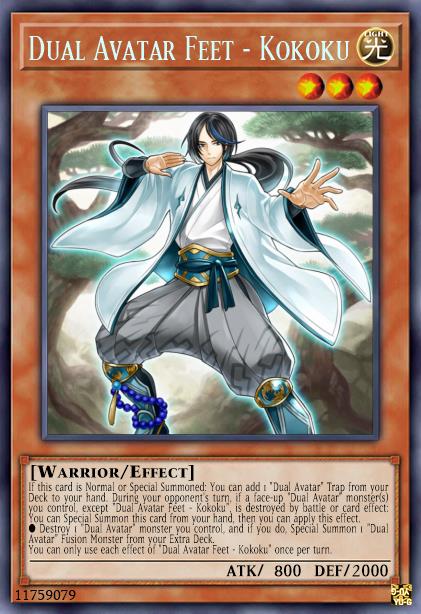 Dual Avatar Feet - Kokoku
LIGHT
光
[Warrior/Effect]
If this card is Normal or Special Summoned: You can add 1 "Dual Avatar" Trap from your
Deck to your hand. During your opponent's turn, if a face-up "Dual Avatar" monster(s)
you control, except "Dual Avatar Feet - Kokoku", is destroyed by battle or card effect:
You can Special Summon this card from your hand, then you can apply this effect.
● Destroy 1 "Dual Avatar" monster you control, and if you do, Special Summon 1 "Dual
Avatar" Fusion Monster from your Extra Deck.
You can only use each effect of "Dual Avatar Feet - Kokoku" once per turn.
ATK/ 800 DEF/2000
11759079